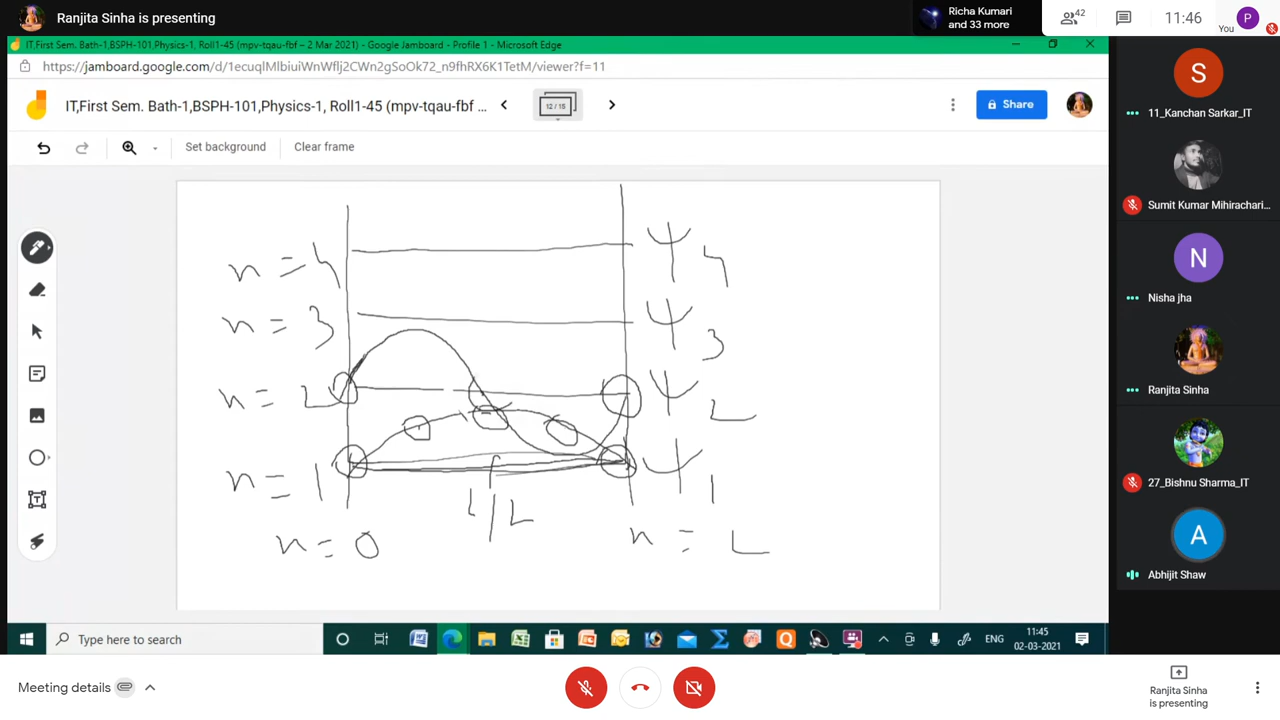 Ranjita Sinha is presenting
Richa Kumari
and 33 more
42
11:46
P
You
IT,First Sem. Bath-1,BSPH-101,Physics-1, Roll1-45 (mpv-tqau-fbf – 2 Mar 2021) - Google Jamboard - Profile 1 - Microsoft Edge
https://jamboard.google.com/d/1ecuqlMlbiuiWnWflj2CWn2gSoOk72_n9fhRX6K1TetM/viewer?f=11
IT,First Sem. Bath-1,BSPH-101,Physics-1, Roll1-45 (mpv-tqau-fbf ...
12 / 15
Share
Set background
Clear frame
n = 4
ψ4
n = 3
ψ3
n = 2
ψ2
n = 1
ψ1
L/2
n = 0
n = L
S
11_Kanchan Sarkar_IT
Sumit Kumar Mihirachari...
N
Nisha jha
Ranjita Sinha
27_Bishnu Sharma_IT
A
Abhijit Shaw
Type here to search
ENG
11:45
02-03-2021
Meeting details
Ranjita Sinha
is presenting